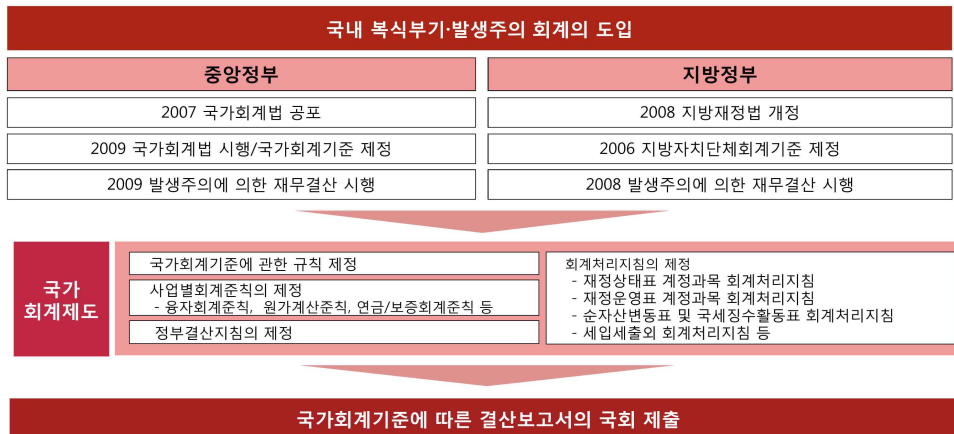 국내 복식부기·발생주의 회계의 도입
중앙정부
2007 국가회계법 공포
2009 국가회계법 시행/국가회계기준 제정
2009 발생주의에 의한 재무결산 시행
지방정부
2008 지방재정법 개정
2006 지방자치단체회계기준 제정
2008 발생주의에 의한 재무결산 시행
국가
회계제도
국가회계기준에 관한 규칙 제정
사업별회계준칙의 제정
- 융자회계준칙, 원가계산준칙, 연금/보증회계준칙 등
정부결산지침의 제정
회계처리지침의 제정
- 재정상태표 계정과목 회계처리지침
- 재정운영표 계정과목 회계처리지침
- 순자산변동표 및 국세징수활동표 회계처리지침
- 세입세출외 회계처리지침 등
국가회계기준에 따른 결산보고서의 국회 제출